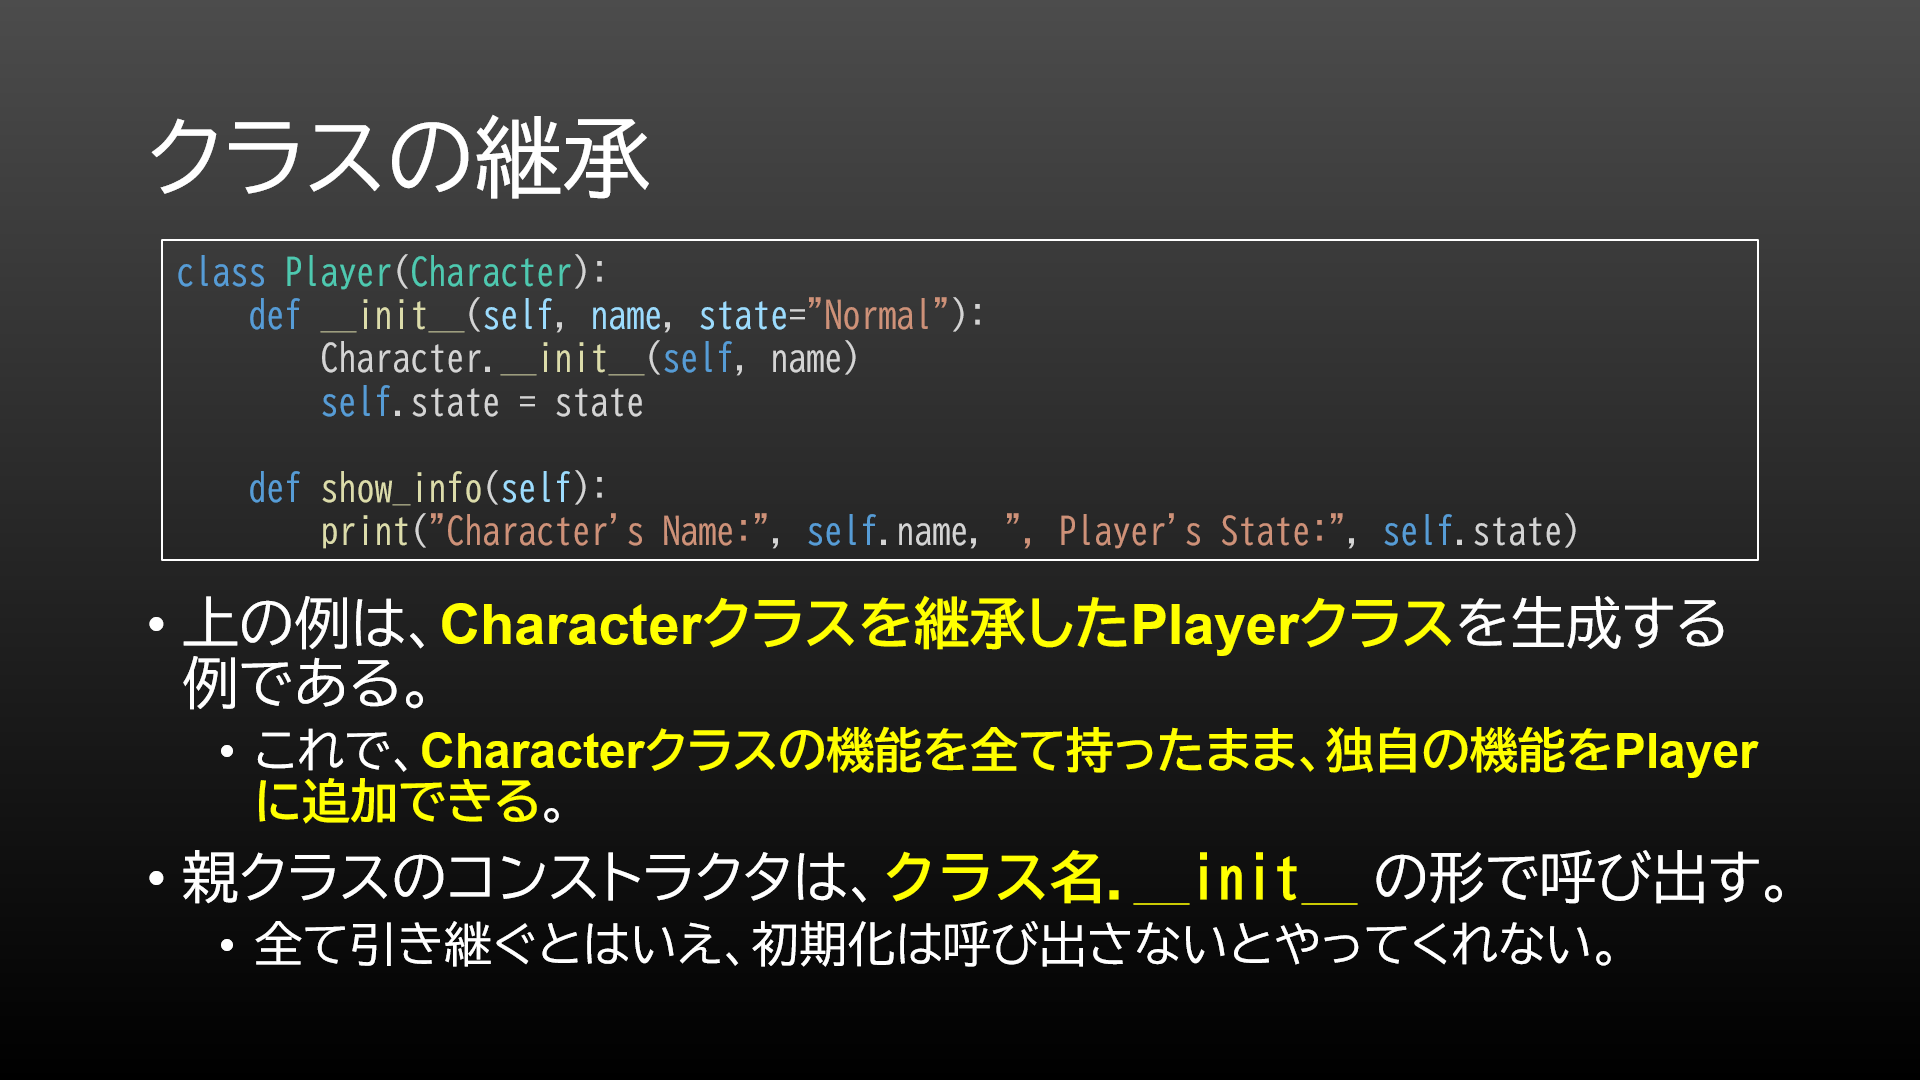 クラスの継承
class Player(Character):
    def __init__(self, name, state=”Normal”):
        Character.__init__(self, name)
        self.state = state
    def show_info(self):
        print(”Character’s Name:”, self.name, ”, Player’s State:”, self.state)
• 上の例は、Characterクラスを継承したPlayerクラスを生成する
例である。
• これで、Characterクラスの機能を全て持ったまま、独自の機能をPlayer
に追加できる。
• 親クラスのコンストラクタは、クラス名.__init__ の形で呼び出す。
• 全て引き継ぐとはいえ、初期化は呼び出さないとやってくれない。